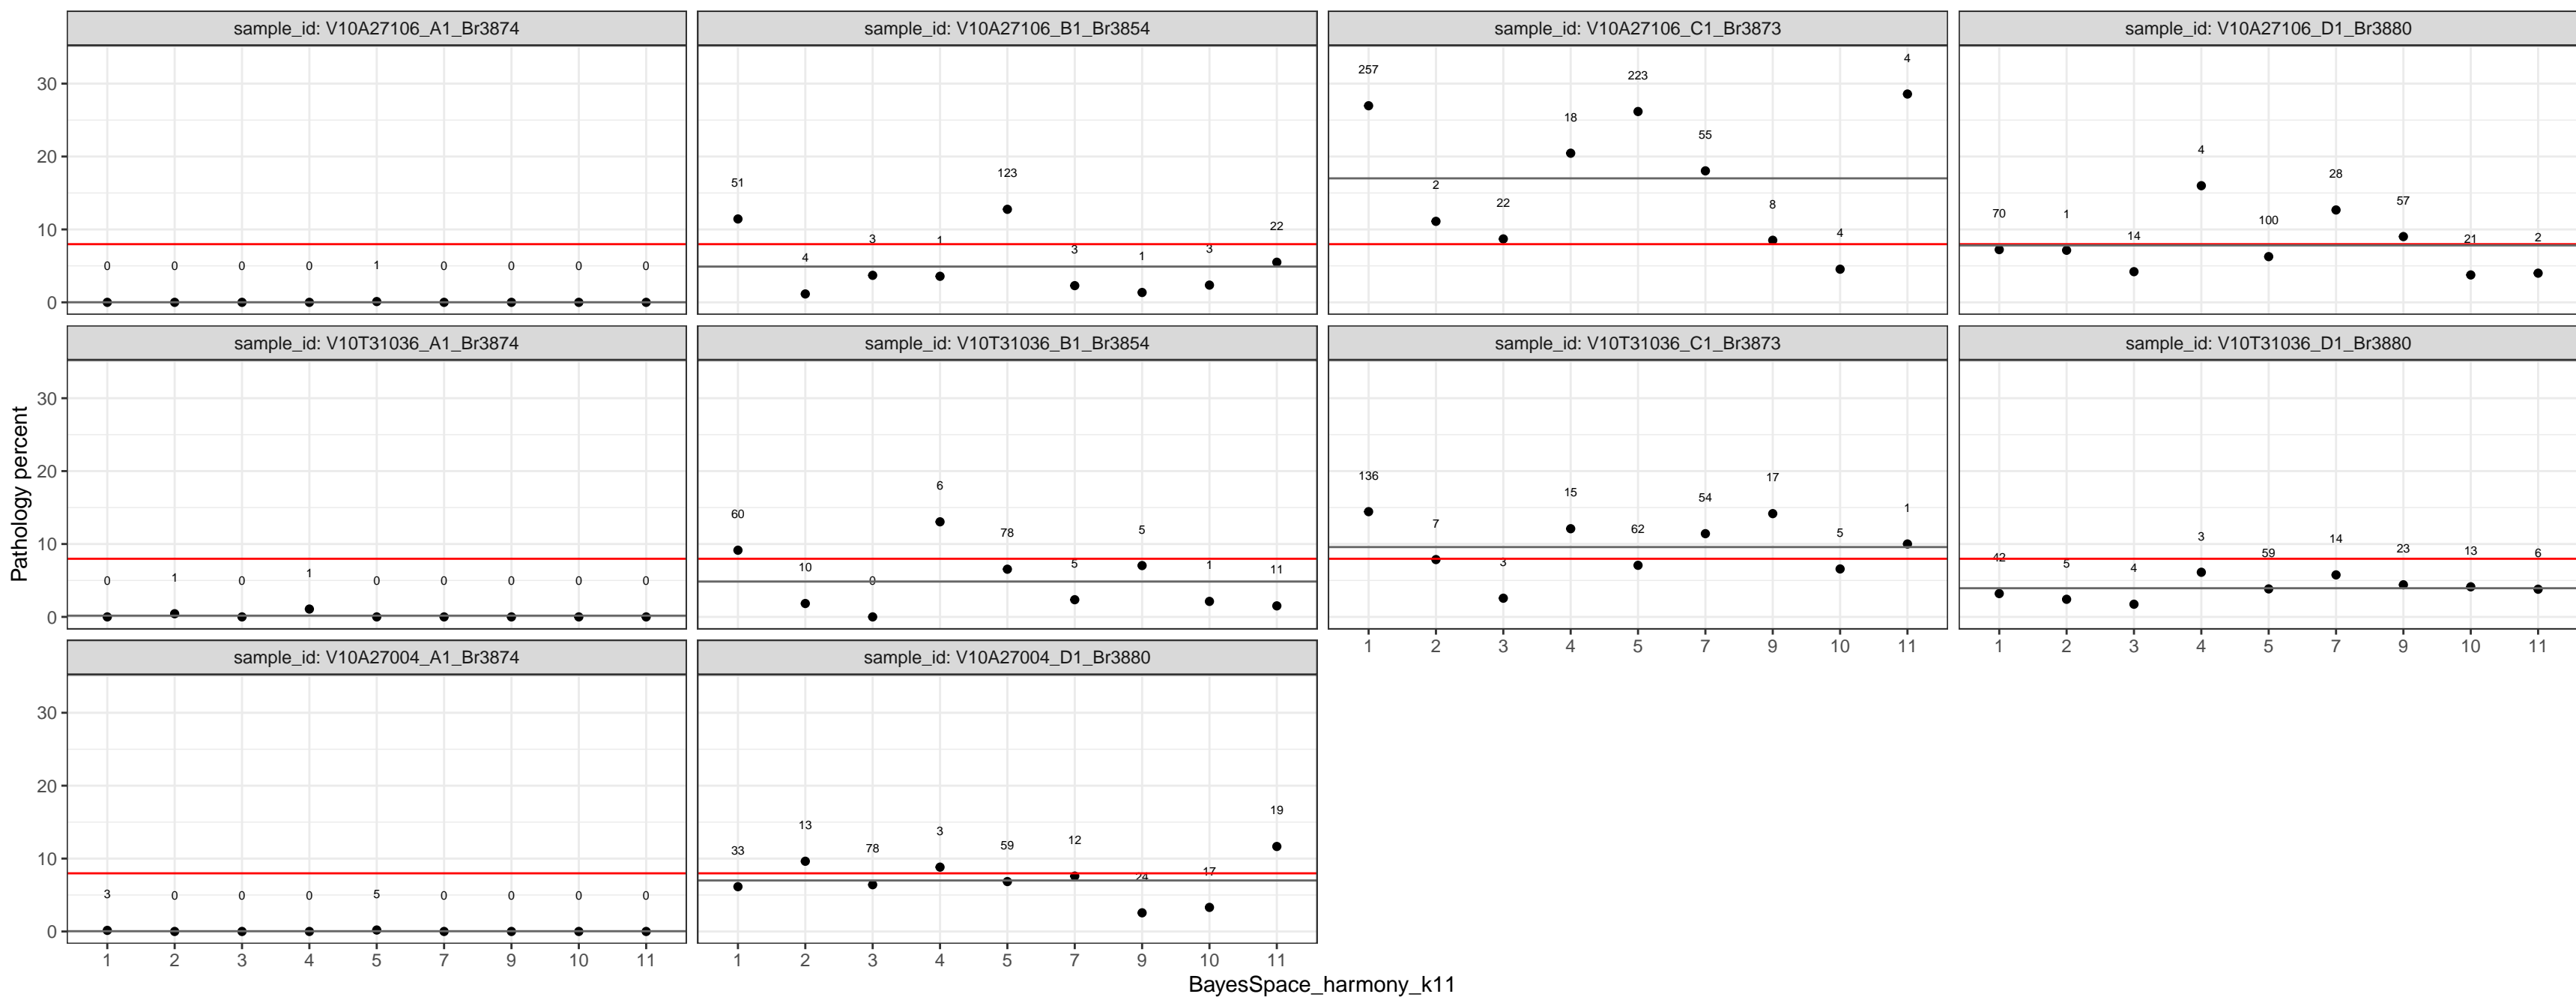 sample_id: V10A27106_A1_Br3874
sample_id: V10A27106_B1_Br3854
sample_id: V10A27106_C1_Br3873
sample_id: V10A27106_D1_Br3880
30
20
10
0
0 0 0 0 1 0 0 0 0
51 4 3 1 123 3 1 3 22
257 2 22 18 223 55 8 4 4
70 1 14 4 100 28 57 21 2
sample_id: V10T31036_A1_Br3874
sample_id: V10T31036_B1_Br3854
sample_id: V10T31036_C1_Br3873
sample_id: V10T31036_D1_Br3880
Pathology percent
30
20
10
0
0 1 0 1 0 0 0 0 0
60 10 0 6 78 5 5 1 11
136 7 3 15 62 54 17 5 1
42 5 4 3 59 14 23 13 6
1 2 3 4 5 7 9 10 11
1 2 3 4 5 7 9 10 11
sample_id: V10A27004_A1_Br3874
sample_id: V10A27004_D1_Br3880
30
20
10
0
3 0 0 0 5 0 0 0 0
33 13 78 3 59 12 24 17 19
1 2 3 4 5 7 9 10 11
1 2 3 4 5 7 9 10 11
BayesSpace_harmony_k11